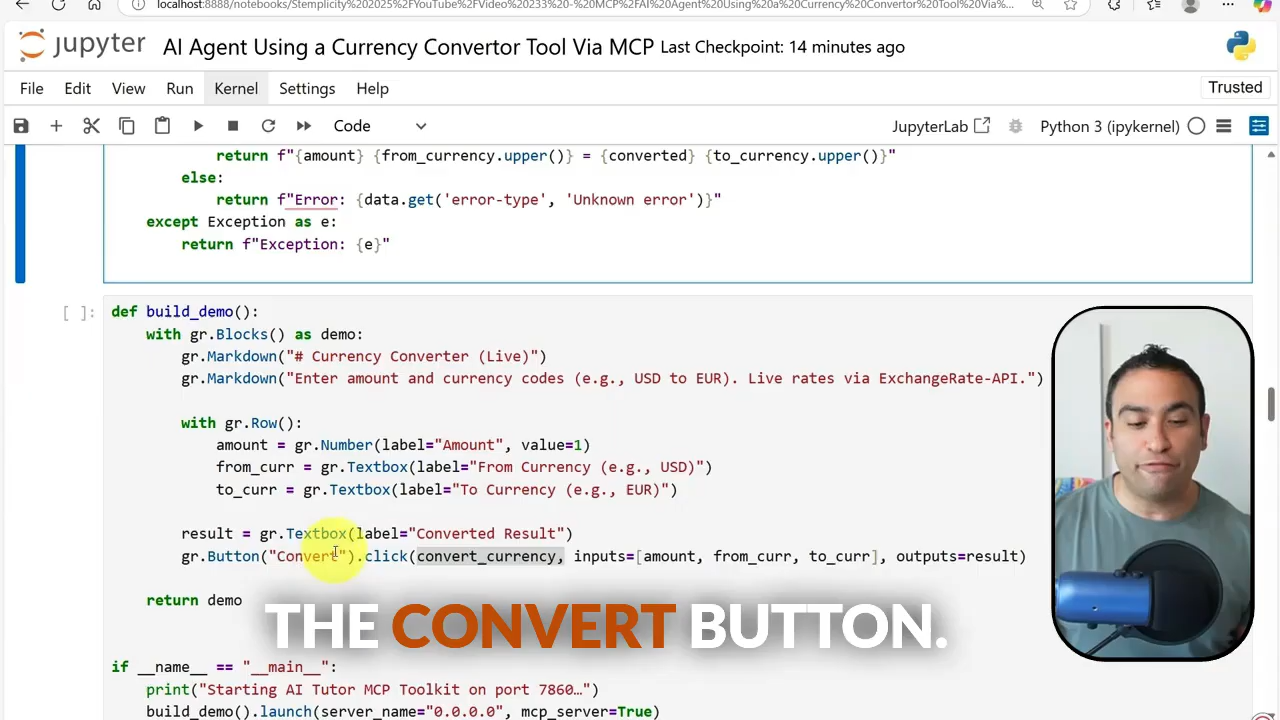 localhost:8888/notebooks/Stemplicity%202025%2FYouTube%2FVideo%2033%20-%20MCP%2FAI%20Agent%20Using%20a%20Currency%20Convertor%20Tool%20Via%...
jupyter AI Agent Using a Currency Convertor Tool Via MCP Last Checkpoint: 14 minutes ago
File Edit View Run Kernel Settings Help Trusted
Code JupyterLab Python 3 (ipykernel)
return f"{amount} {from_currency.upper()} = {converted} {to_currency.upper()}"
else:
return f"Error: {data.get('error-type', 'Unknown error')}"
except Exception as e:
return f"Exception: {e}"
[ ]: def build_demo():
with gr.Blocks() as demo:
gr.Markdown("# Currency Converter (Live)")
gr.Markdown("Enter amount and currency codes (e.g., USD to EUR). Live rates via ExchangeRate-API.")
with gr.Row():
amount = gr.Number(label="Amount", value=1)
from_curr = gr.Textbox(label="From Currency (e.g., USD)")
to_curr = gr.Textbox(label="To Currency (e.g., EUR)")
result = gr.Textbox(label="Converted Result")
gr.Button("Convert").click(convert_currency, inputs=[amount, from_curr, to_curr], outputs=result)
return demo
THE CONVERT BUTTON.
if __name__ == "__main__":
print("Starting AI Tutor MCP Toolkit on port 7860…")
build_demo().launch(server_name="0.0.0.0", mcp_server=True)